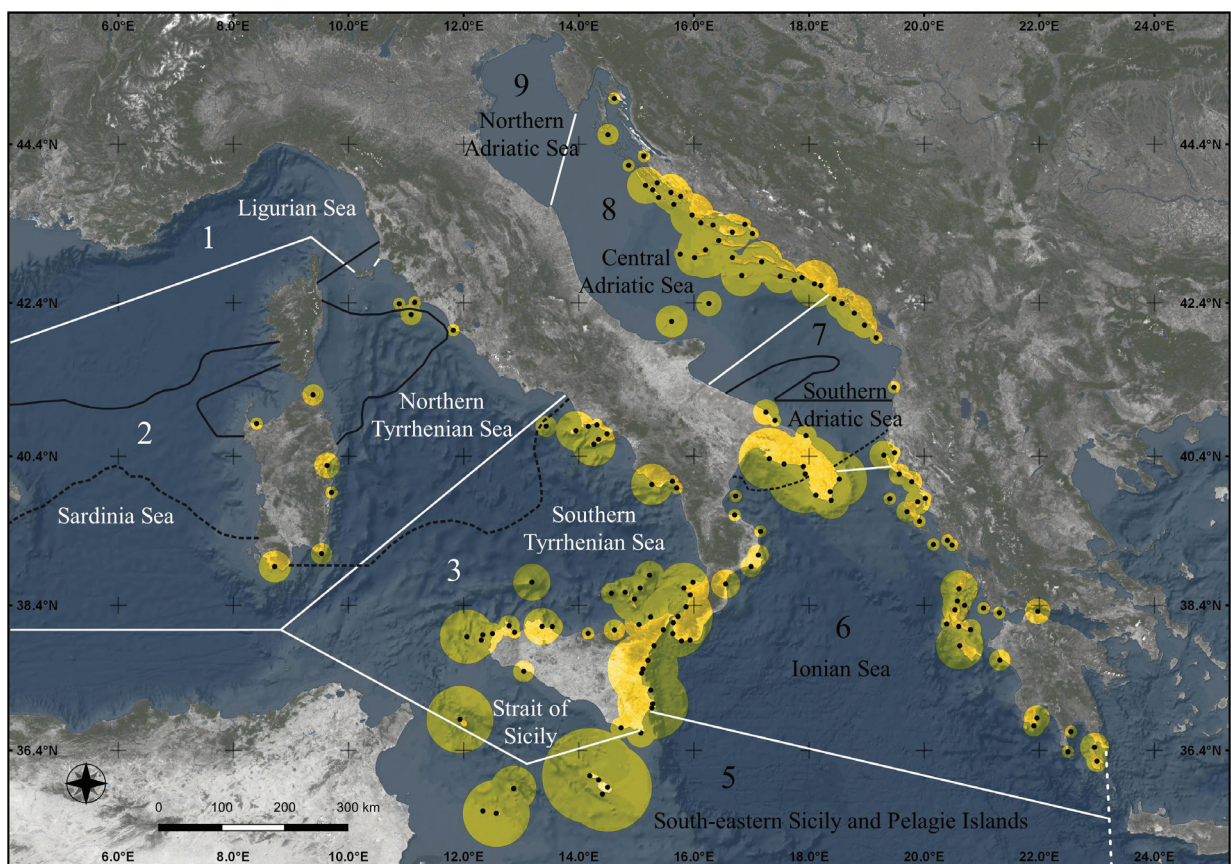 6.0°E 8.0°E 10.0°E 12.0°E 14.0°E 16.0°E 18.0°E 20.0°E 22.0°E 24.0°E
9
Northern
Adriatic Sea
44.4°N 44.4°N
Ligurian Sea
1
8
Central
Adriatic Sea
42.4°N 42.4°N
7
Southern
Adriatic Sea
2
Northern
Tyrrhenian Sea
40.4°N 40.4°N
Sardinia Sea
Southern
Tyrrhenian Sea
3
38.4°N 38.4°N
6
Ionian Sea
Strait of
Sicily
36.4°N 36.4°N
5
South-eastern Sicily and Pelagie Islands
0 100 200 300 km
6.0°E 8.0°E 10.0°E 12.0°E 14.0°E 16.0°E 18.0°E 20.0°E 22.0°E 24.0°E